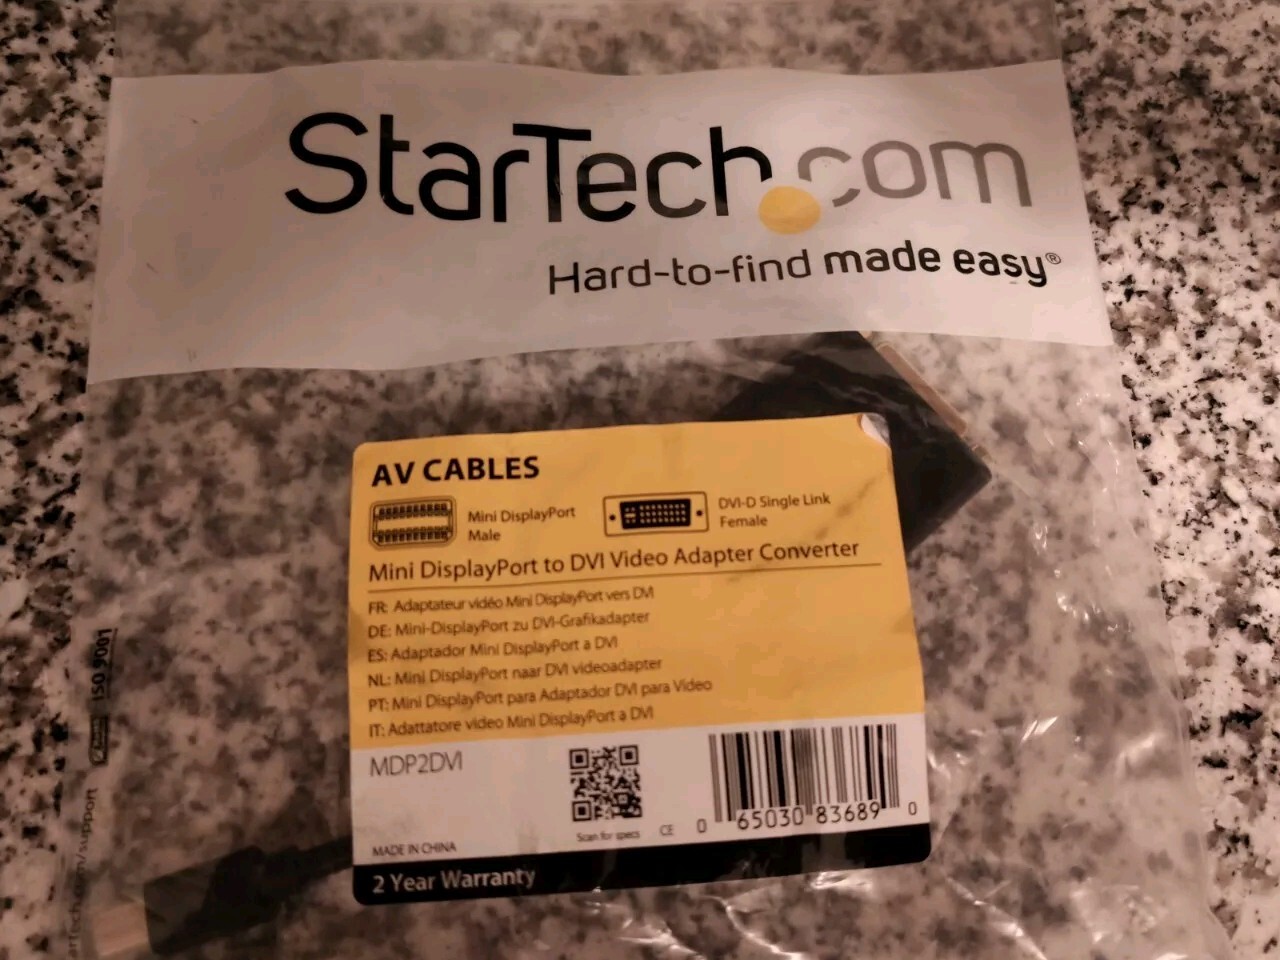 StarTech.com
Hard-to-find made easy®
AV CABLES
Mini DisplayPort
Male
DVI-D Single Link
Female
Mini DisplayPort to DVI Video Adapter Converter
FR: Adaptateur vidéo Mini DisplayPort vers DVI
DE: Mini-DisplayPort zu DVI-Grafikadapter
ES: Adaptador Mini DisplayPort a DVI
NL: Mini DisplayPort naar DVI videoadapter
PT: Mini DisplayPort para Adaptador DVI para Video
IT: Adattatore video Mini DisplayPort a DVI
MDP2DVI
Scan for specs
CE
0 65030 83689 0
MADE IN CHINA
2 Year Warranty
ISO 9001
arTech.com/support